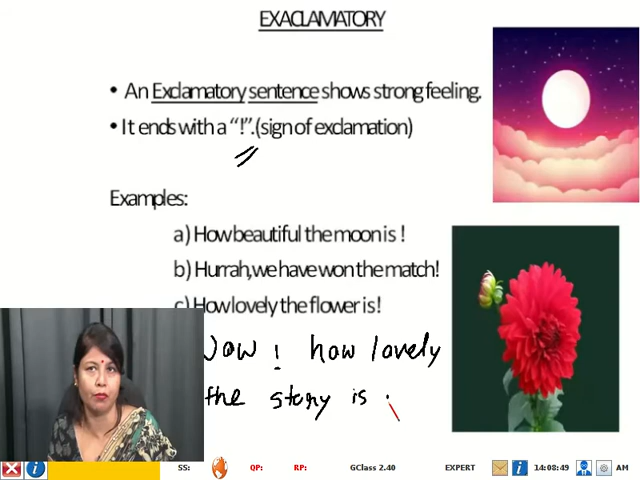 EXACLAMATORY
• An Exclamatory sentence shows strong feeling.
• It ends with a “!”.(sign of exclamation)
Examples:
a) How beautiful the moon is !
b) Hurrah, we have won the match!
c) How lovely the flower is!
Wow ! how lovely
the story is .
SS: QP: RP: GClass 2.40 EXPERT 14:08:49 AM